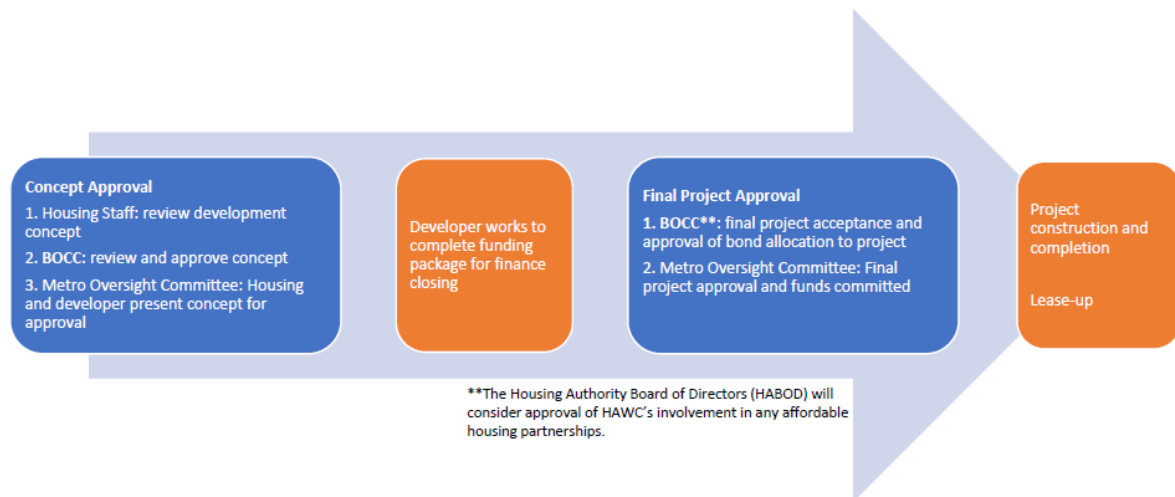 Concept Approval
1. Housing Staff: review development
concept
2. BOCC: review and approve concept
3. Metro Oversight Committee: Housing
and developer present concept for
approval
Developer works to
complete funding
package for finance
closing
Final Project Approval
1. BOCC**: final project acceptance and
approval of bond allocation to project
2. Metro Oversight Committee: Final
project approval and funds committed
Project
construction and
completion
Lease-up
**The Housing Authority Board of Directors (HABOD) will
consider approval of HAWC's involvement in any affordable
housing partnerships.